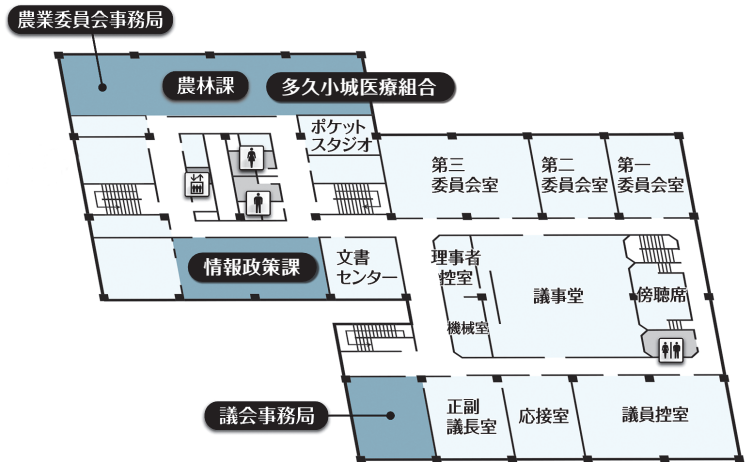 農業委員会事務局
農林課
多久小城医療組合
ポケット
スタジオ
第三
委員会室
第二
委員会室
第一
委員会室
情報政策課
文書
センター
理事者
控室
議事堂
傍聴席
機械室
議会事務局
正副
議長室
応接室
議員控室